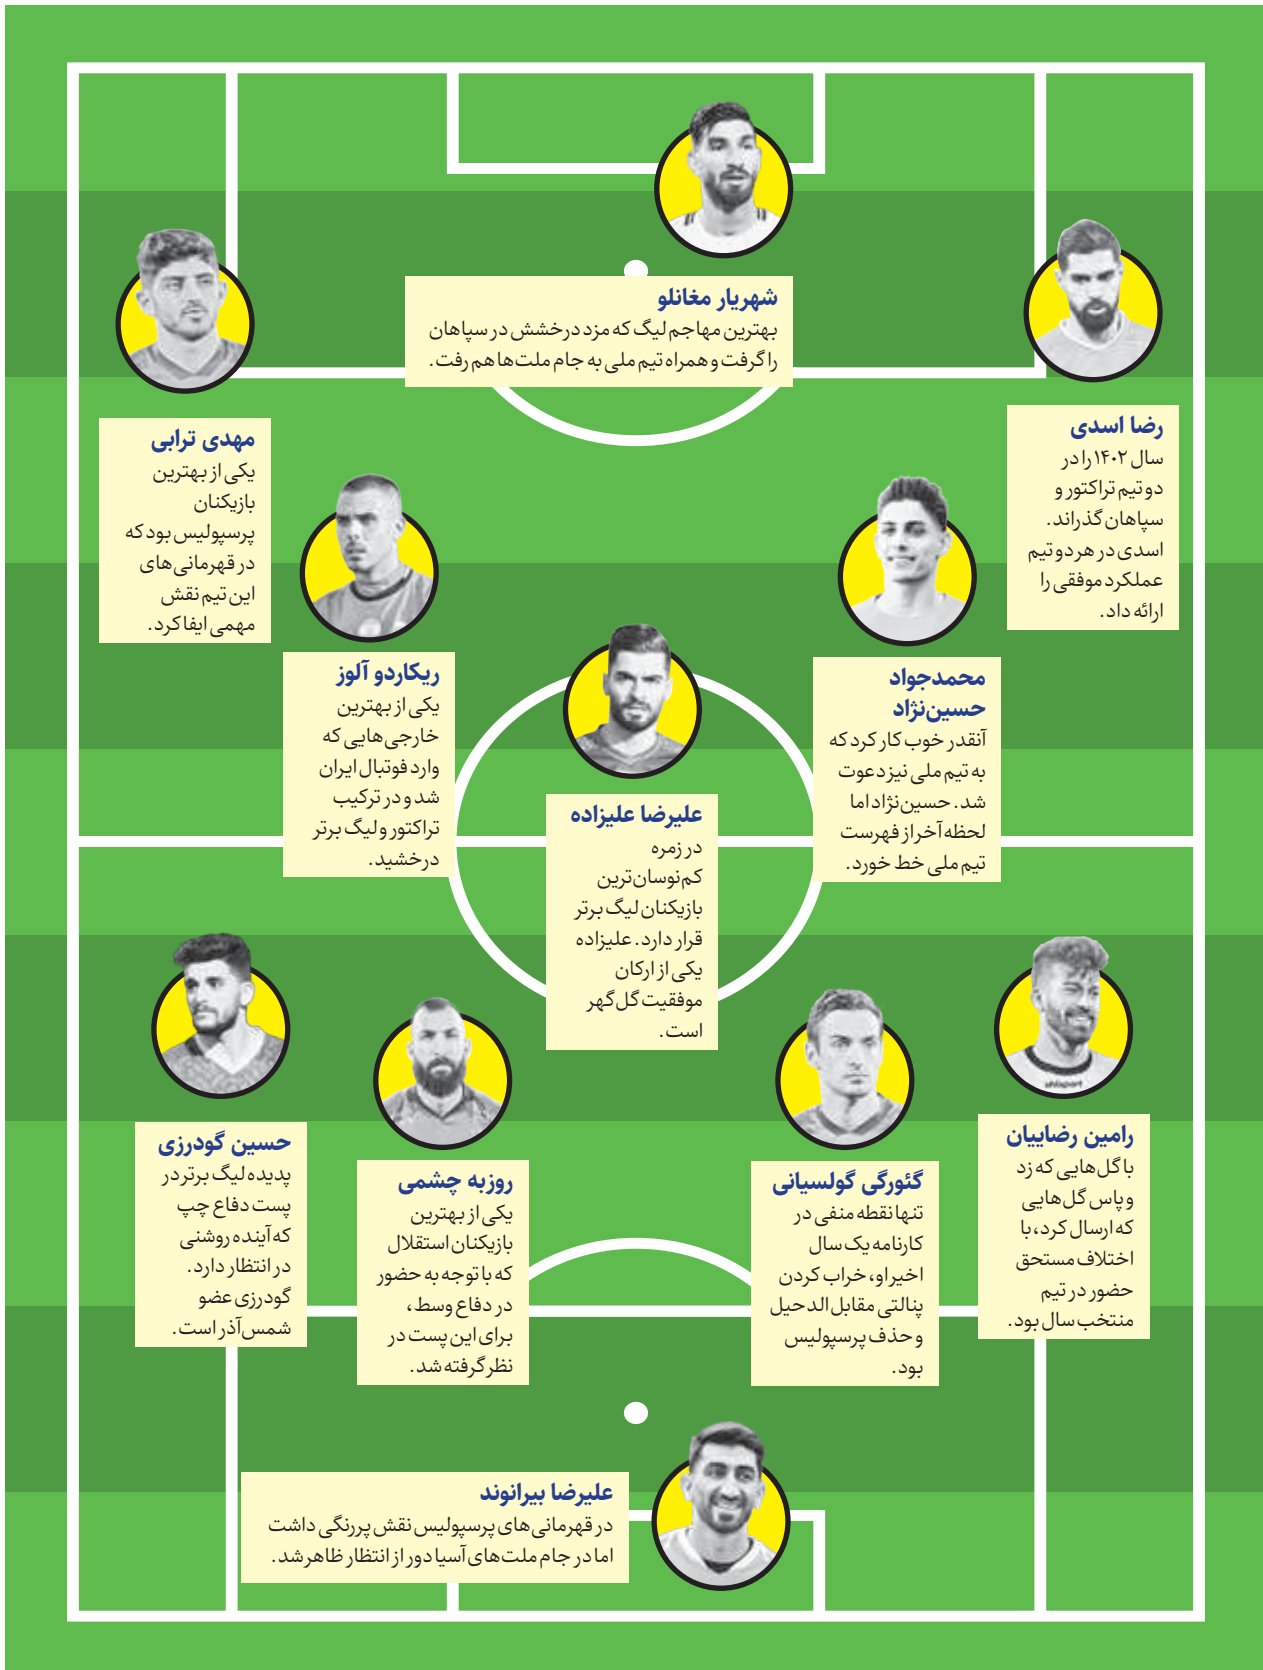 شهریار مغانلو
بهترین مهاجم لیگ که مزد درخشش در سپاهان
را گرفت و همراه تیم ملی به جام ملت‌ها هم رفت.
رضا اسدی
سال ۱۴۰۲ را در
دو تیم تراکتور و
سپاهان گذراند.
اسدی در هر دو تیم
عملکرد موفقی را
ارائه داد.
مهدی ترابی
یکی از بهترین
بازیکنان
پرسپولیس بود که
در قهرمانی‌های
این تیم نقش
مهمی ایفا کرد.
محمدجواد
حسین‌نژاد
آنقدر خوب کار کرد که
به تیم ملی نیز دعوت
شد. حسین‌نژاد اما
لحظه آخر از فهرست
تیم ملی خط خورد.
ریکاردو آلوز
یکی از بهترین
خارجی‌هایی که
وارد فوتبال ایران
شد و در ترکیب
تراکتور و لیگ برتر
درخشید.
علیرضا علیزاده
در زمره
کم‌نوسان‌ترین
بازیکنان لیگ برتر
قرار دارد. علیزاده
یکی از ارکان
موفقیت گل‌گهر
است.
رامین رضاییان
با گل‌هایی که زد
و پاس گل‌هایی
که ارسال کرد، با
اختلاف مستحق
حضور در تیم
منتخب سال بود.
گئورگی گولسیانی
تنها نقطه منفی در
کارنامه یک سال
اخیر او، خراب کردن
پنالتی مقابل الدحیل
و حذف پرسپولیس
بود.
روزبه چشمی
یکی از بهترین
بازیکنان استقلال
که با توجه به حضور
در دفاع وسط،
برای این پست در
نظر گرفته شد.
حسین گودرزی
پدیده لیگ برتر در
پست دفاع چپ
که آینده روشنی
در انتظار دارد.
گودرزی عضو
شمس‌آذر است.
علیرضا بیرانوند
در قهرمانی‌های پرسپولیس نقش پررنگی داشت
اما در جام ملت‌های آسیا دور از انتظار ظاهر شد.
uhlsport